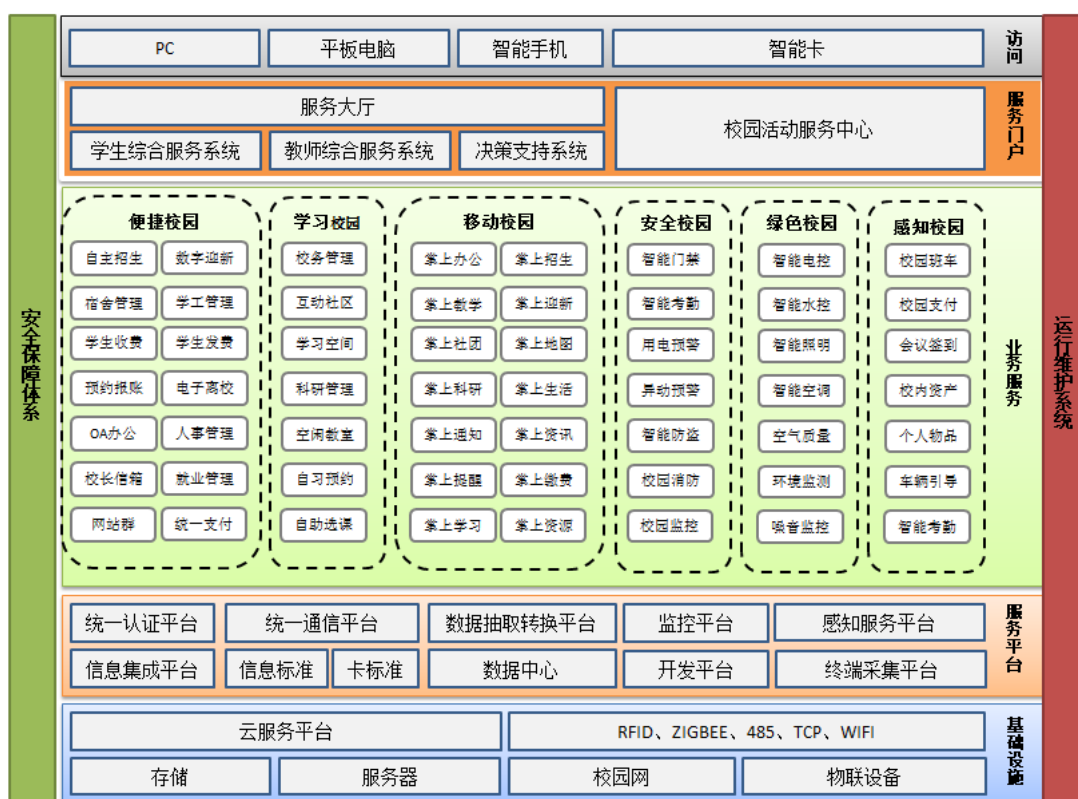 安全保障体系
PC
平板电脑
智能手机
智能卡
访问
服务大厅
学生综合服务系统
教师综合服务系统
决策支持系统
校园活动服务中心
服务门户
便捷校园
自主招生
数字迎新
宿舍管理
学工管理
学生收费
学生发费
预约报账
电子离校
OA办公
人事管理
校长信箱
就业管理
网站群
统一支付
学习校园
校务管理
互动社区
学习空间
科研管理
空闲教室
自习预约
自助选课
移动校园
掌上办公
掌上招生
掌上教学
掌上迎新
掌上社团
掌上地图
掌上科研
掌上生活
掌上通知
掌上资讯
掌上提醒
掌上缴费
掌上学习
掌上资源
安全校园
智能门禁
智能考勤
用电预警
异动预警
智能防盗
校园消防
校园监控
绿色校园
智能电控
智能水控
智能照明
智能空调
空气质量
环境监测
噪音监控
感知校园
校园班车
校园支付
会议签到
校内资产
个人物品
车辆引导
智能考勤
业务服务
统一认证平台
统一通信平台
数据抽取转换平台
监控平台
感知服务平台
信息集成平台
信息标准
卡标准
数据中心
开发平台
终端采集平台
服务平台
云服务平台
RFID、ZIGBEE、485、TCP、WIFI
存储
服务器
校园网
物联设备
基础设施
运行维护系统